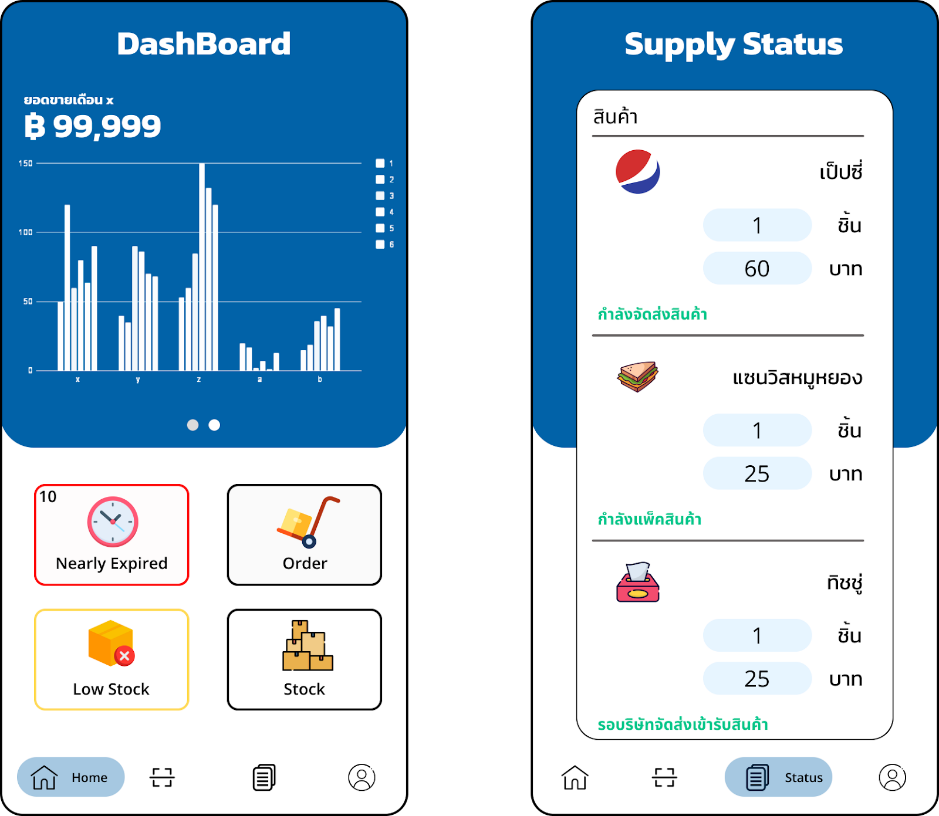 DashBoard
ยอดขายเดือน x
฿ 99,999
150
100
50
0
1
2
3
4
5
6
x
y
z
a
b
10
Nearly Expired
Order
Low Stock
Stock
Home
Supply Status
สินค้า
เป็ปซี่
1 ชิ้น
60 บาท
กำลังจัดส่งสินค้า
แซนวิสหมูหยอง
1 ชิ้น
25 บาท
กำลังแพ็คสินค้า
ทิชชู่
1 ชิ้น
25 บาท
รอบริษัทจัดส่งเข้ารับสินค้า
Status